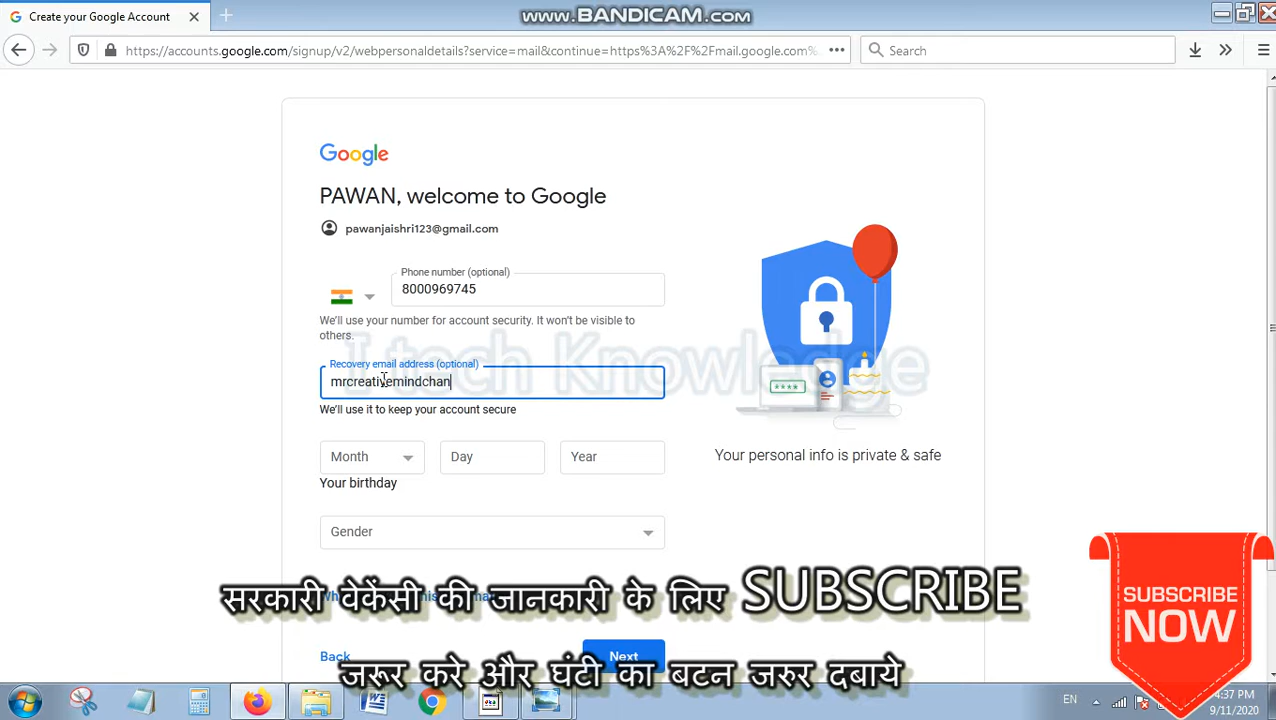 Create your Google Account
www.BANDICAM.com
https://accounts.google.com/signup/v2/webpersonaldetails?service=mail&continue=https%3A%2F%2Fmail.google.com%
Search
Google
PAWAN, welcome to Google
pawanjaishri123@gmail.com
Phone number (optional)
8000969745
We'll use your number for account security. It won't be visible to
others.
I tech Knowledge
Recovery email address (optional)
mrcreativemindchan
We'll use it to keep your account secure
****
Month
Day
Year
Your personal info is private & safe
Your birthday
Gender
सरकारी वेकेंसी की जानकारी के लिए SUBSCRIBE
SUBSCRIBE
NOW
Back
Next
जरूर करे और घंटी का बटन जरुर दबाये
EN
4:37 PM
9/11/2020